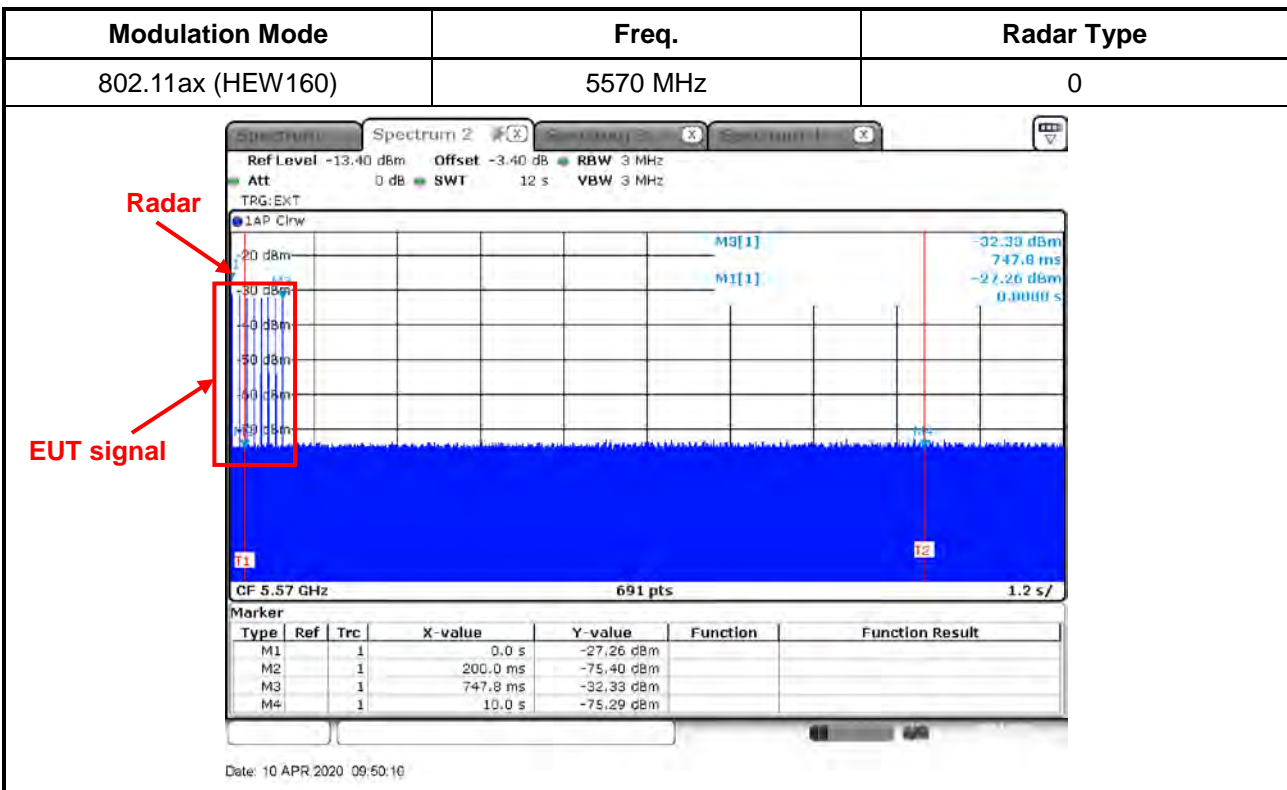 Modulation Mode Freq. Radar Type
802.11ax (HEW160) 5570 MHz 0
Spectrum 2
Ref Level -13.40 dBm Offset -3.40 dB RBW 3 MHz
Att 0 dB SWT 12 s VBW 3 MHz
TRG:EXT
1AP Clrw
Radar
M3[1] -32.33 dBm
747.8 ms
M1[1] -27.26 dBm
0.0000 s
-20 dBm
-30 dBm
-40 dBm
-50 dBm
-60 dBm
EUT signal
M4
T1 T2
CF 5.57 GHz 691 pts 1.2 s/
Marker
Type Ref Trc X-value Y-value Function Function Result
M1 1 0.0 s -27.26 dBm
M2 1 200.0 ms -75.40 dBm
M3 1 747.8 ms -32.33 dBm
M4 1 10.0 s -75.29 dBm
Date: 10 APR 2020 09:50:10